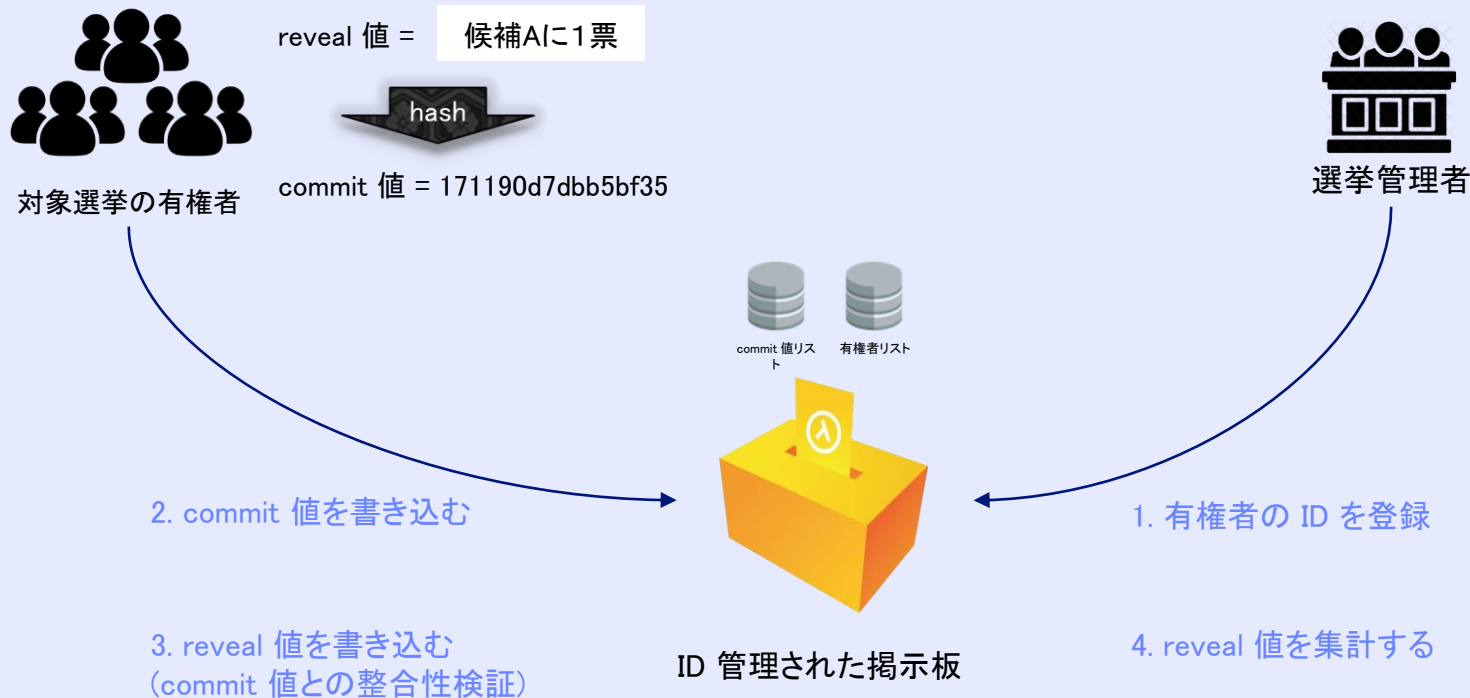 reveal 値 = 候補Aに1票
hash
commit 値 = 171190d7dbb5bf35
対象選挙の有権者
選挙管理者
commit 値リス
ト
有権者リスト
λ
2. commit 値を書き込む
1. 有権者の ID を登録
3. reveal 値を書き込む
(commit 値との整合性検証)
ID 管理された掲示板
4. reveal 値を集計する